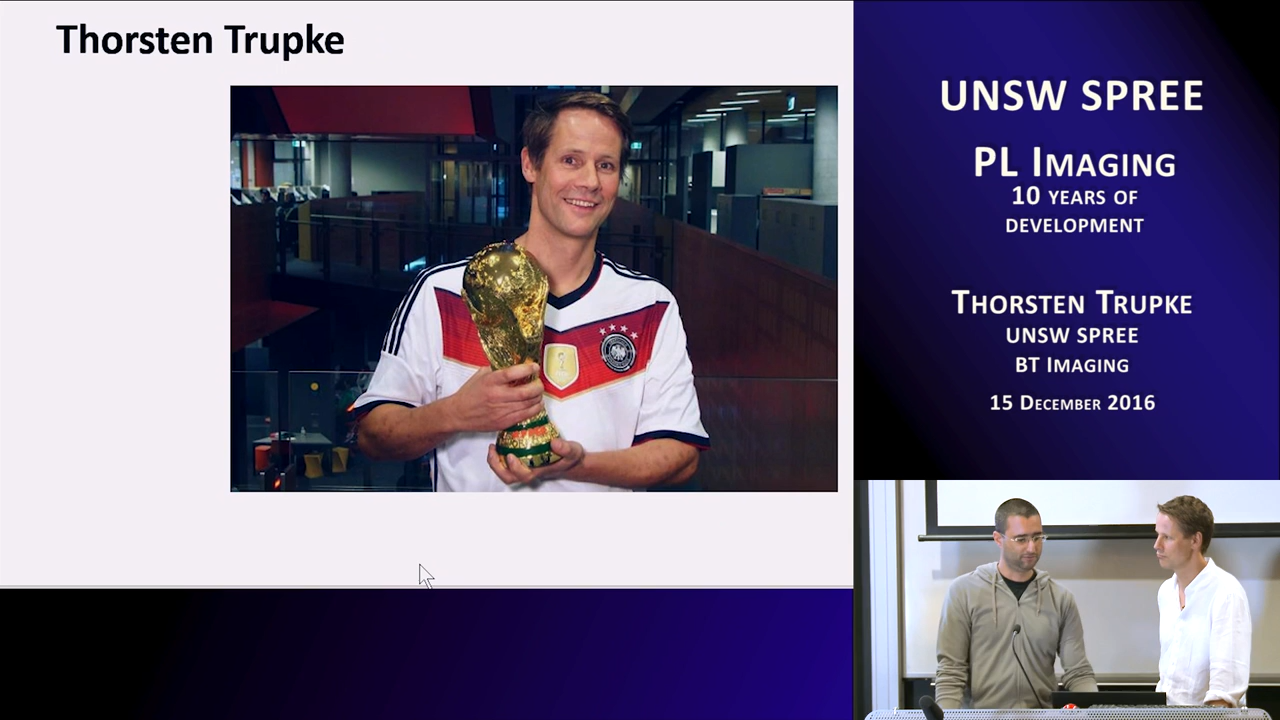 Thorsten Trupke
UNSW SPREE
PL Imaging
10 years of
development
Thorsten Trupke
UNSW SPREE
BT Imaging
15 December 2016